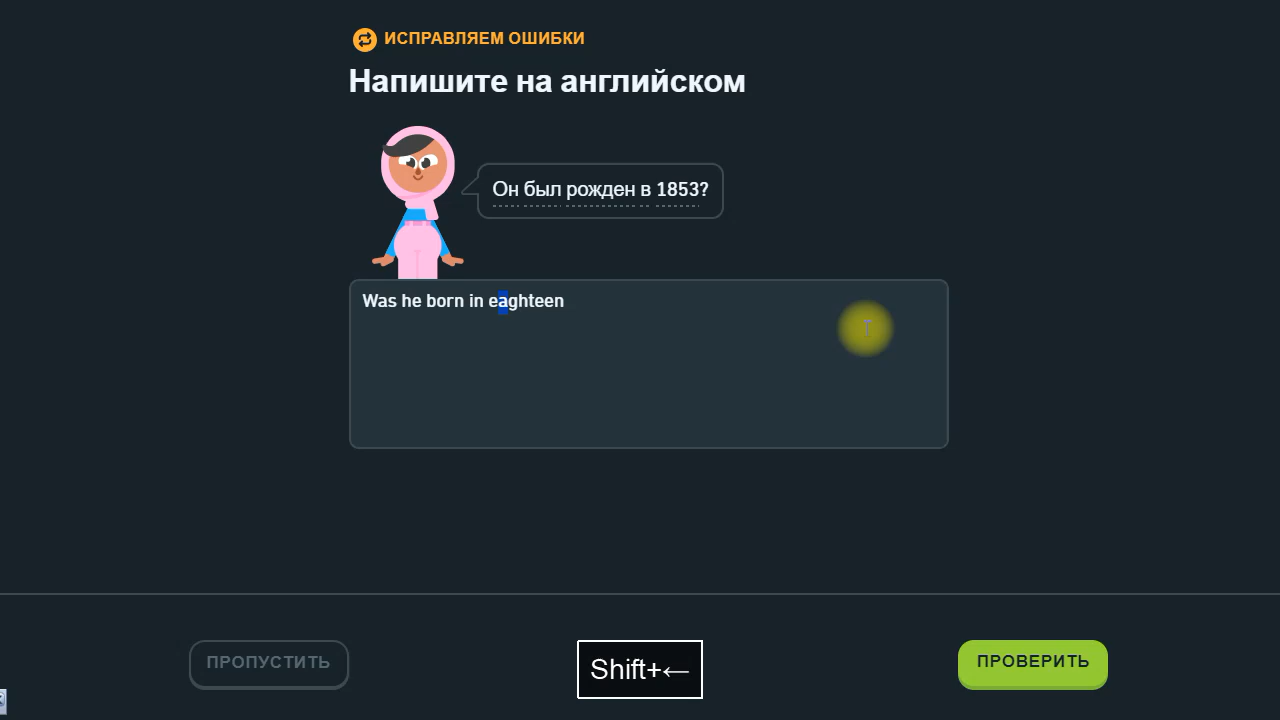 ИСПРАВЛЯЕМ ОШИБКИ
Напишите на английском
Он был рожден в 1853?
Was he born in eaghteen
ПРОПУСТИТЬ
Shift+←
ПРОВЕРИТЬ